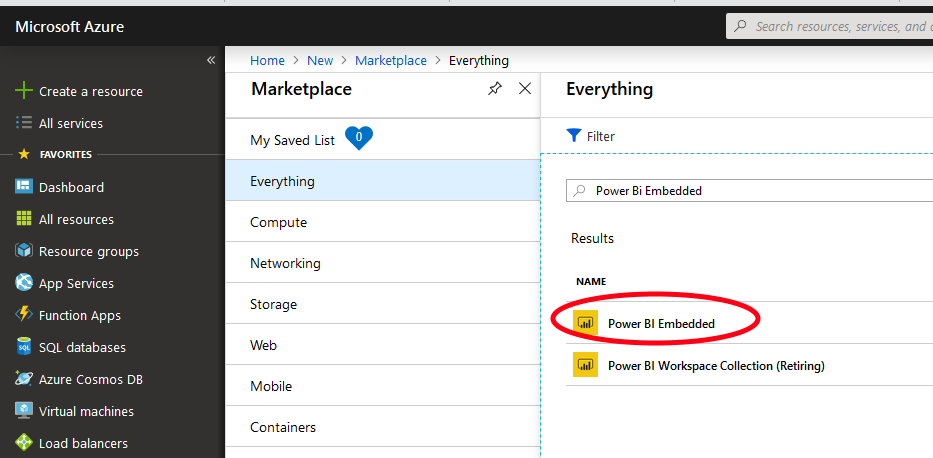 Microsoft Azure
Search resources, services, and
«
Home > New > Marketplace > Everything
Create a resource
All services
FAVORITES
Dashboard
All resources
Resource groups
App Services
Function Apps
SQL databases
Azure Cosmos DB
Virtual machines
Load balancers
Marketplace
My Saved List 0
Everything
Compute
Networking
Storage
Web
Mobile
Containers
Everything
Filter
Power Bi Embedded
Results
NAME
Power BI Embedded
Power BI Workspace Collection (Retiring)